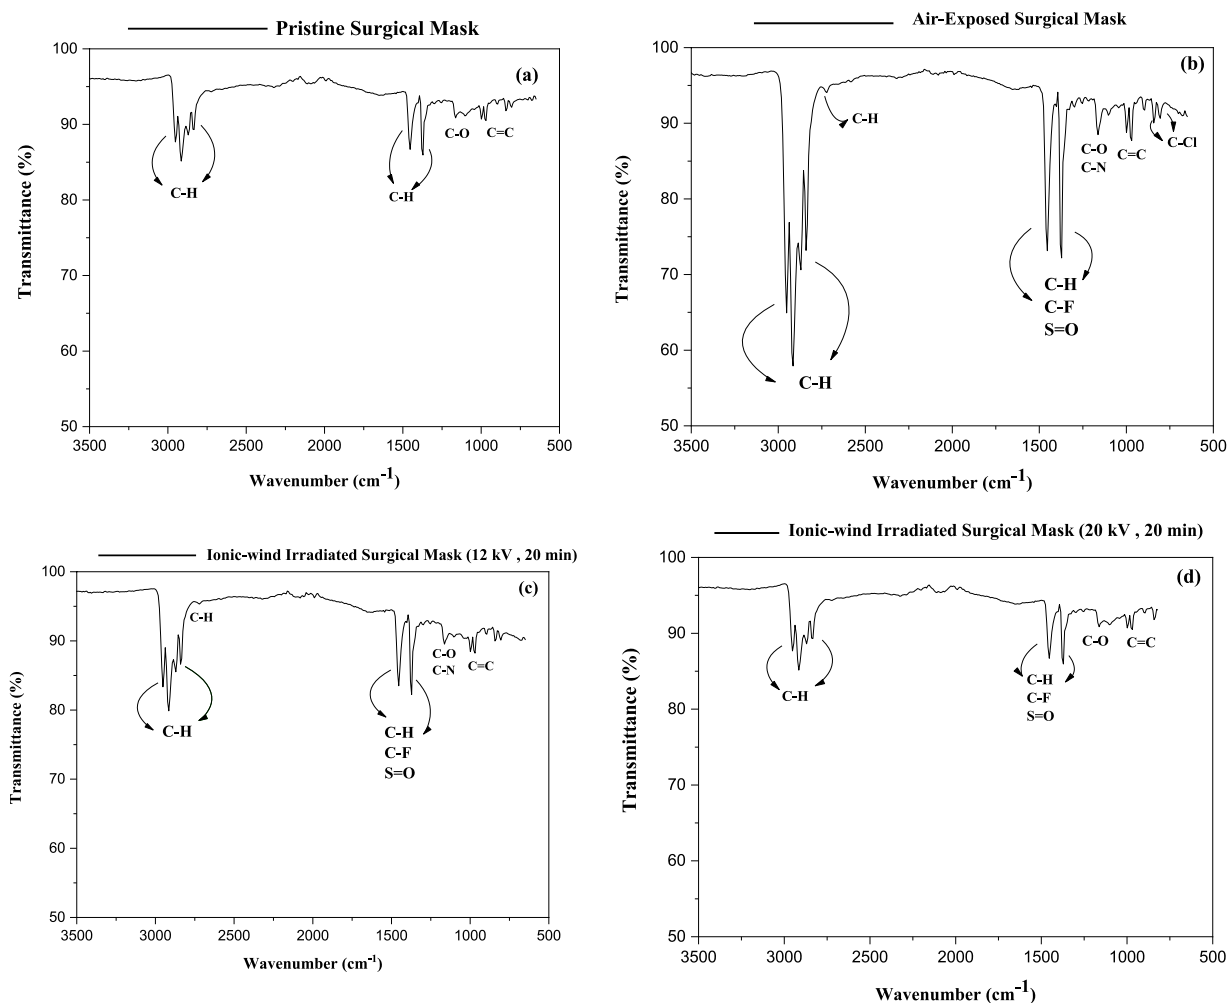 Pristine Surgical Mask
(a)
100
90
80
70
60
50
Transmittance (%)
C-H
C-H
C-O
C=C
3500 3000 2500 2000 1500 1000 500
Wavenumber (cm-1)
Air-Exposed Surgical Mask
(b)
100
90
80
70
60
50
Transmittance (%)
C-H
C-H
C-H
C-F
S=O
C-O
C-N
C=C
C-Cl
3500 3000 2500 2000 1500 1000 500
Wavenumber (cm-1)
Ionic-wind Irradiated Surgical Mask (12 kV , 20 min)
(c)
100
90
80
70
60
50
Transmittance (%)
C-H
C-H
C-H
C-F
S=O
C-O
C-N
C=C
3500 3000 2500 2000 1500 1000 500
Wavenumber (cm-1)
Ionic-wind Irradiated Surgical Mask (20 kV , 20 min)
(d)
100
90
80
70
60
50
Transmittance (%)
C-H
C-H
C-F
S=O
C-O
C=C
3500 3000 2500 2000 1500 1000 500
Wavenumber (cm-1)